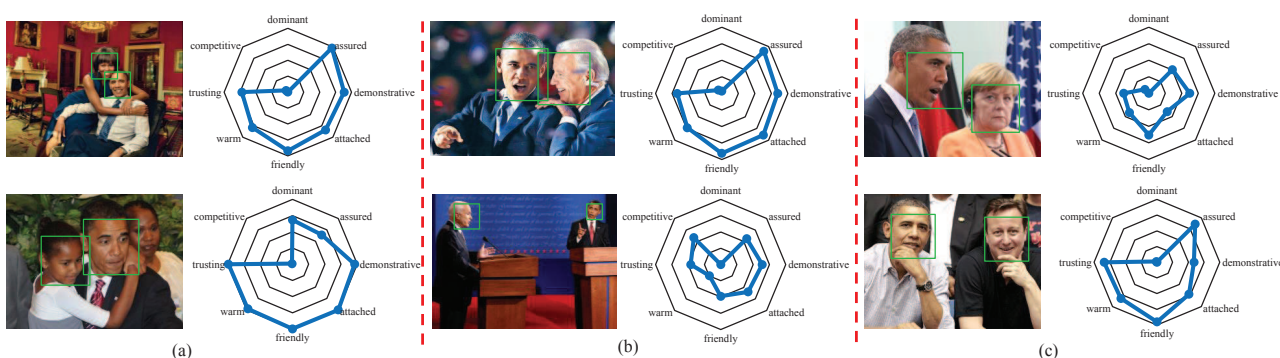 dominant
competitive
assured
trusting
demonstrative
warm
attached
friendly
dominant
competitive
assured
trusting
demonstrative
warm
attached
friendly
(a)
dominant
competitive
assured
trusting
demonstrative
warm
attached
friendly
dominant
competitive
assured
trusting
demonstrative
warm
attached
friendly
(b)
dominant
competitive
assured
trusting
demonstrative
warm
attached
friendly
dominant
competitive
assured
trusting
demonstrative
warm
attached
friendly
(c)